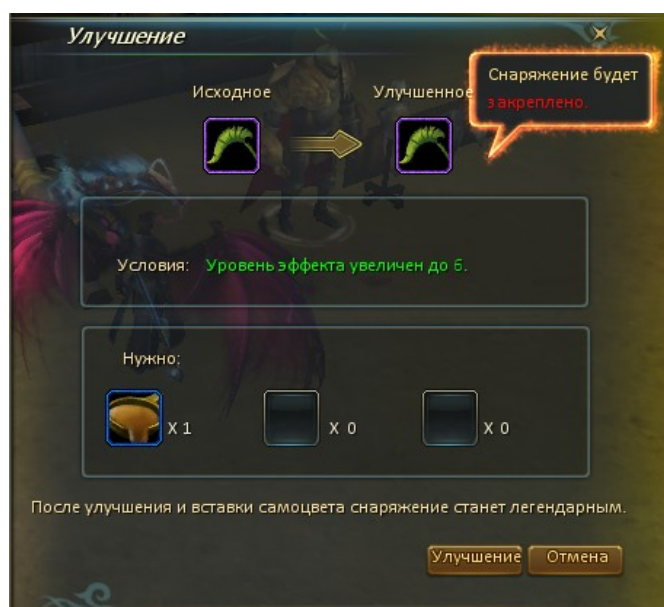 Улучшение
Снаряжение будет
закреплено.
Исходное
Улучшенное
Условия: Уровень эффекта увеличен до 6.
Нужно:
X 1
X 0
X 0
После улучшения и вставки самоцвета снаряжение станет легендарным.
Улучшение
Отмена